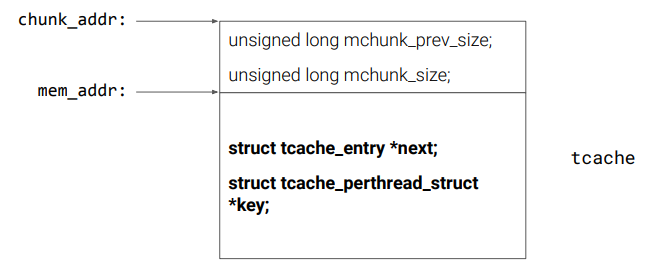 chunk_addr:
unsigned long mchunk_prev_size;
unsigned long mchunk_size;
mem_addr:
struct tcache_entry *next;
struct tcache_perthread_struct
*key;
tcache